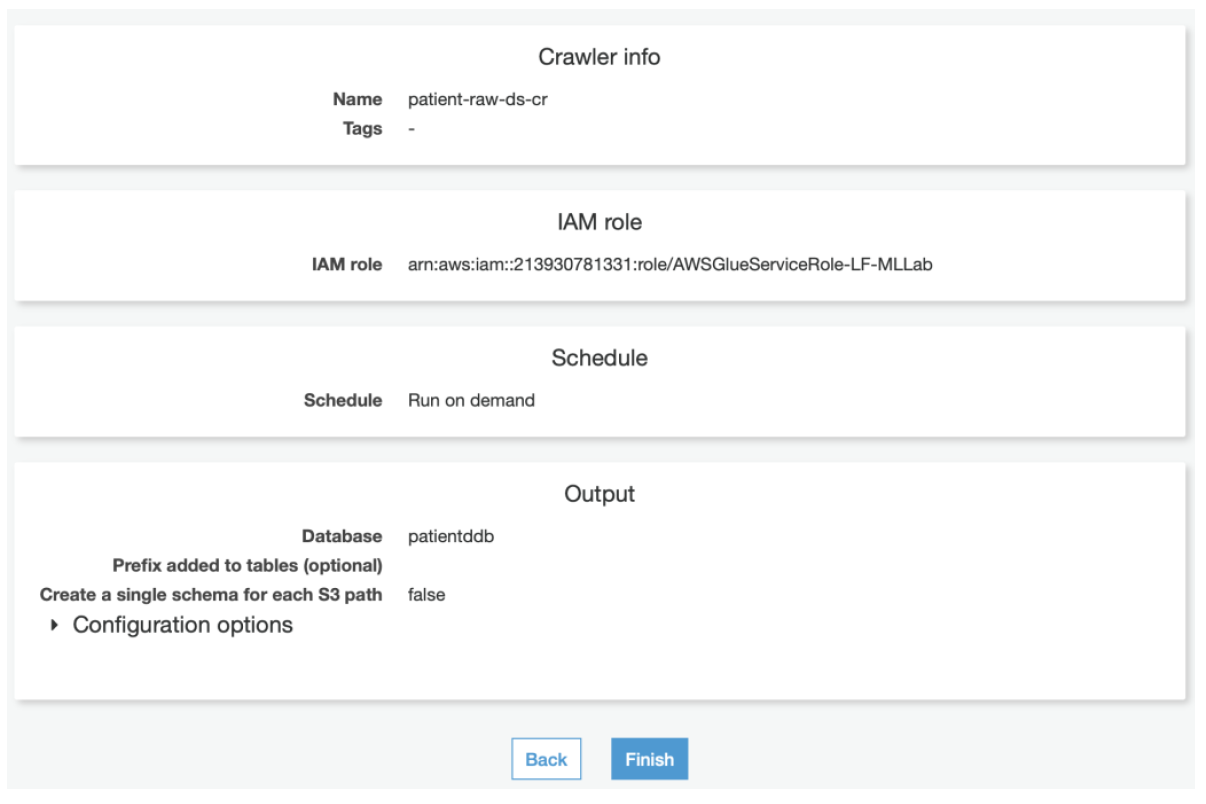 Crawler info
Name patient-raw-ds-cr
Tags -
IAM role
IAM role arn:aws:iam::213930781331:role/AWSGlueServiceRole-LF-MLLab
Schedule
Schedule Run on demand
Output
Database patientddb
Prefix added to tables (optional)
Create a single schema for each S3 path false
Configuration options
Back Finish